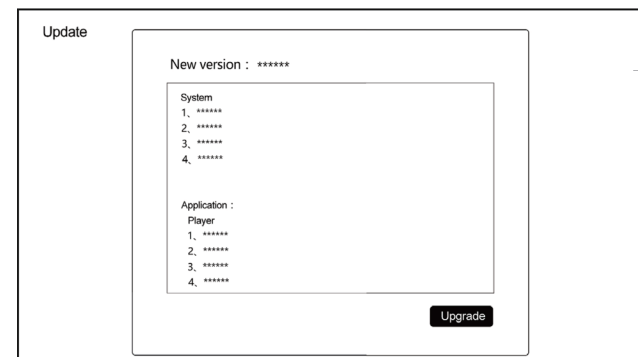 Update
New version： ******
System
1、******
2、******
3、******
4、******
Application：
Player
1、******
2、******
3、******
4、******
Upgrade